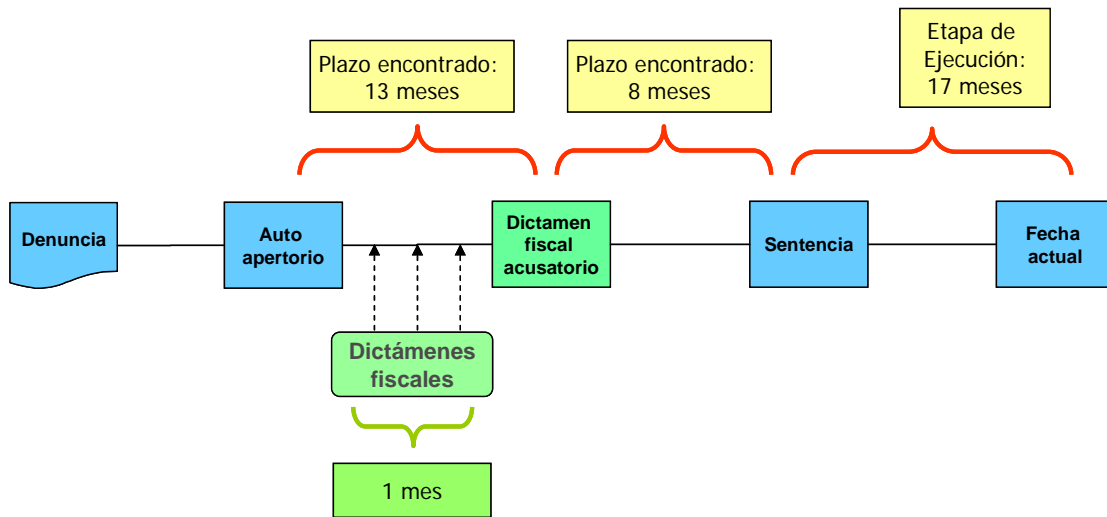 Plazo encontrado:
13 meses
Plazo encontrado:
8 meses
Etapa de
Ejecución:
17 meses
Denuncia
Auto
apertorio
Dictamen
fiscal
acusatorio
Sentencia
Fecha
actual
Dictámenes
fiscales
1 mes